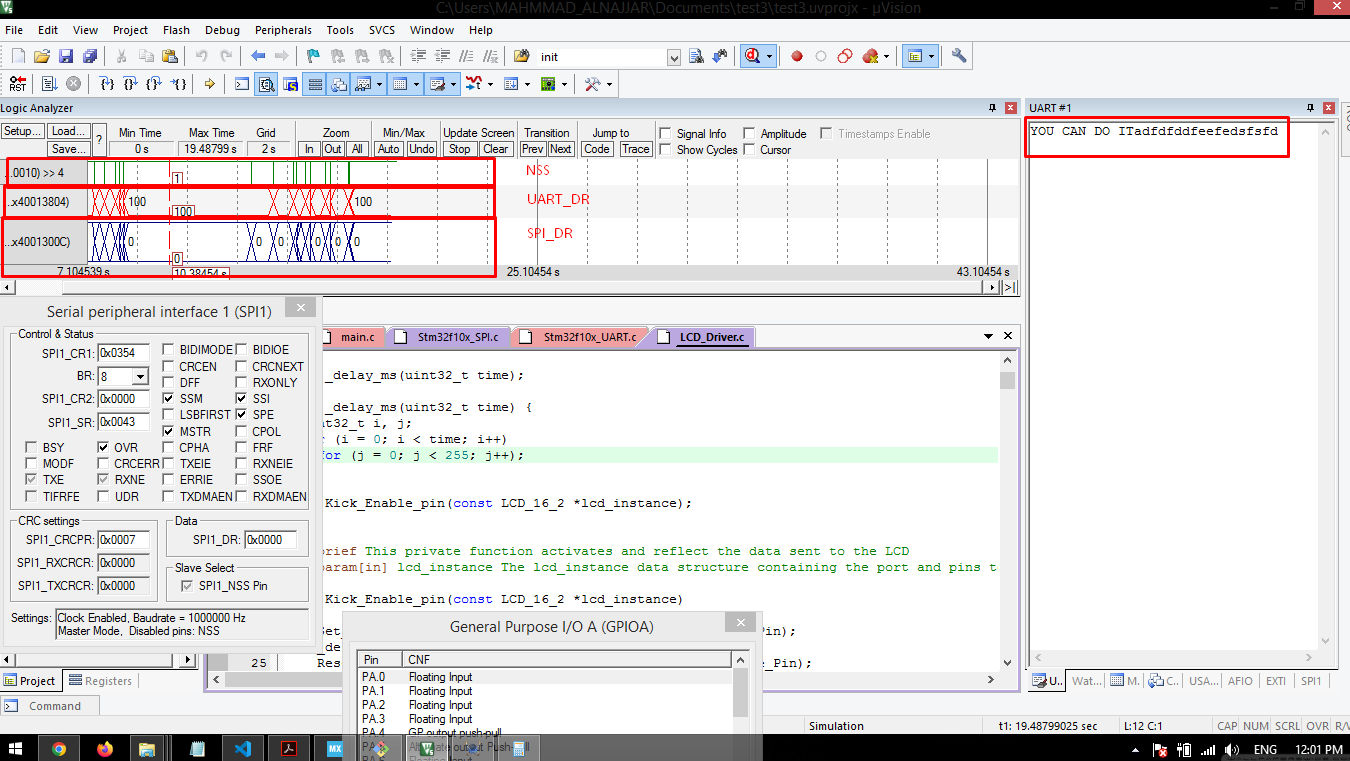 C:\Users\MAHMMAD_ALNAJJAR\Documents\test3\test3.uvprojx - µVision
File Edit View Project Flash Debug Peripherals Tools SVCS Window Help
init
RST
Logic Analyzer
UART #1
Setup... Load... Save... ? Min Time 0 s Max Time 19.48799 s Grid 2 s Zoom In Out All Min/Max Auto Undo Update Screen Stop Clear Transition Prev Next Jump to Code Trace Signal Info Show Cycles Amplitude Cursor Timestamps Enable
YOU CAN DO ITadfdfddfeefedsfsfd
..0010) >> 4 1 NSS
..x40013804) 100 100 100 UART_DR
..x4001300C) 0 0 0 0 0 0 0 0 SPI_DR
7.104539 s 10.38454 s 25.10454 s 43.10454 s
Serial peripheral interface 1 (SPI1)
Control & Status
SPI1_CR1: 0x0354 BIDIMODE BIDIOE
CRCEN CRCNEXT
BR: 8 DFF RXONLY
SPI1_CR2: 0x0000 SSM SSI
LSBFIRST SPE
SPI1_SR: 0x0043 MSTR CPOL
BSY OVR CPHA FRF
MODF CRCERR TXEIE RXNEIE
TXE RXNE ERRIE SSOE
TIFRFE UDR TXDMAEN RXDMAEN
CRC settings
SPI1_CRCPR: 0x0007
SPI1_RXCRCR: 0x0000
SPI1_TXCRCR: 0x0000
Data
SPI1_DR: 0x0000
Slave Select
SPI1_NSS Pin
Settings: Clock Enabled, Baudrate = 1000000 Hz
Master Mode, Disabled pins: NSS
main.c Stm32f10x_SPI.c Stm32f10x_UART.c LCD_Driver.c
_delay_ms(uint32_t time);
_delay_ms(uint32_t time) {
nt32_t i, j;
r (i = 0; i < time; i++)
for (j = 0; j < 255; j++);
Kick_Enable_pin(const LCD_16_2 *lcd_instance);
brief This private function activates and reflect the data sent to the LCD
param[in] lcd_instance The lcd_instance data structure containing the port and pins t
Kick_Enable_pin(const LCD_16_2 *lcd_instance)
Set_ Pin);
_de
25 Res e_Pin);
General Purpose I/O A (GPIOA)
Pin CNF
PA.0 Floating Input
PA.1 Floating Input
PA.2 Floating Input
PA.3 Floating Input
PA.4 GP output push-pull
Alternate output Push-pull
Floating Input
Project Registers
Command
U.. Wat... M. C.. USA... AFIO EXTI SPI1
Simulation t1: 19.48799025 sec L:12 C:1 CAP NUM SCRL OVR R/
MX
ENG 12:01 PM